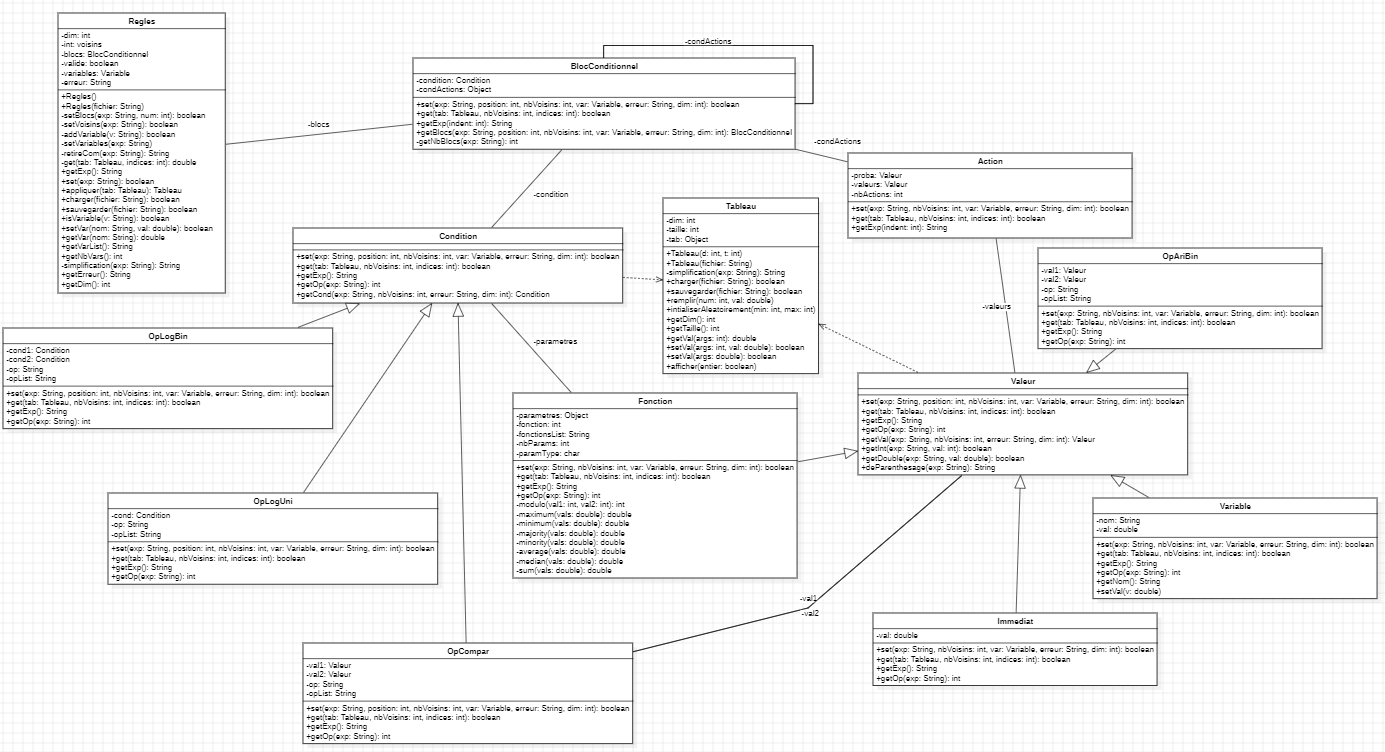 Regles
-dim: int
-int: voisins
-blocs: BlocConditionnel
-valide: boolean
-variables: Variable
-erreur: String
+Regles()
+Regles(fichier: String)
-setBlocs(exp: String, num: int): boolean
-setVoisins(exp: String): boolean
-addVariable(v: String): boolean
-setVariables(exp: String)
-retireCom(exp: String): String
-get(tab: Tableau, indices: int): double
+getExp(): String
+set(exp: String): boolean
+appliquer(tab: Tableau): Tableau
+charger(fichier: String): boolean
+sauvegarder(fichier: String): boolean
+isVariable(v: String): boolean
+setVar(nom: String, val: double): boolean
+getVar(nom: String): double
+getVarList(): String
+getNbVars(): int
-simplification(exp: String): String
+getErreur(): String
+getDim(): int
-blocs
-condActions
BlocConditionnel
-condition: Condition
-condActions: Object
+set(exp: String, position: int, nbVoisins: int, var: Variable, erreur: String, dim: int): boolean
+get(tab: Tableau, nbVoisins: int, indices: int): boolean
+getExp(indent: int): String
+getBlocs(exp: String, position: int, nbVoisins: int, var: Variable, erreur: String, dim: int): BlocConditionnel
-getNbBlocs(exp: String): int
-condActions
-condition
Action
-proba: Valeur
-valeurs: Valeur
-nbActions: int
+set(exp: String, nbVoisins: int, var: Variable, erreur: String, dim: int): boolean
+get(tab: Tableau, nbVoisins: int, indices: int): boolean
+getExp(indent: int): String
Condition
+set(exp: String, position: int, nbVoisins: int, var: Variable, erreur: String, dim: int): boolean
+get(tab: Tableau, nbVoisins: int, indices: int): boolean
+getExp(): String
+getOp(exp: String): int
+getCond(exp: String, nbVoisins: int, erreur: String, dim: int): Condition
Tableau
-dim: int
-taille: int
-tab: Object
+Tableau(d: int, t: int)
+Tableau(fichier: String)
-simplification(exp: String): String
+charger(fichier: String): boolean
+sauvegarder(fichier: String): boolean
+remplir(num: int, val: double)
+intialiserAleatoirement(min: int, max: int)
+getDim(): int
+getTaille(): int
+getVal(args: int): double
+setVal(args: int, val: double): boolean
+setVal(args: double): boolean
+afficher(entier: boolean)
OpAriBin
-val1: Valeur
-val2: Valeur
-op: String
-opList: String
+set(exp: String, nbVoisins: int, var: Variable, erreur: String, dim: int): boolean
+get(tab: Tableau, nbVoisins: int, indices: int): boolean
+getExp(): String
+getOp(exp: String): int
-valeurs
OpLogBin
-cond1: Condition
-cond2: Condition
-op: String
-opList: String
+set(exp: String, position: int, nbVoisins: int, var: Variable, erreur: String, dim: int): boolean
+get(tab: Tableau, nbVoisins: int, indices: int): boolean
+getExp(): String
+getOp(exp: String): int
-parametres
Valeur
+set(exp: String, position: int, nbVoisins: int, var: Variable, erreur: String, dim: int): boolean
+get(tab: Tableau, nbVoisins: int, indices: int): boolean
+getExp(): String
+getOp(exp: String): int
+getVal(exp: String, nbVoisins: int, erreur: String, dim: int): Valeur
+getInt(exp: String, val: int): boolean
+getDouble(exp: String, val: double): boolean
+deParenthesage(exp: String): String
Fonction
-parametres: Object
-fonction: int
-fonctionsList: String
-nbParams: int
-paramType: char
+set(exp: String, nbVoisins: int, var: Variable, erreur: String, dim: int): boolean
+get(tab: Tableau, nbVoisins: int, indices: int): boolean
+getExp(): String
+getOp(exp: String): int
-modulo(val1: int, val2: int): int
-maximum(vals: double): double
-minimum(vals: double): double
-majority(vals: double): double
-minority(vals: double): double
-average(vals: double): double
-median(vals: double): double
-sum(vals: double): double
OpLogUni
-cond: Condition
-op: String
-opList: String
+set(exp: String, position: int, nbVoisins: int, var: Variable, erreur: String, dim: int): boolean
+get(tab: Tableau, nbVoisins: int, indices: int): boolean
+getExp(): String
+getOp(exp: String): int
Variable
-nom: String
-val: double
+set(exp: String, nbVoisins: int, var: Variable, erreur: String, dim: int): boolean
+get(tab: Tableau, nbVoisins: int, indices: int): boolean
+getExp(): String
+getOp(exp: String): int
+getNom(): String
+setVal(v: double)
-val1
-val2
Immediat
-val: double
+set(exp: String, nbVoisins: int, var: Variable, erreur: String, dim: int): boolean
+get(tab: Tableau, nbVoisins: int, indices: int): boolean
+getExp(): String
+getOp(exp: String): int
OpCompar
-val1: Valeur
-val2: Valeur
-op: String
-opList: String
+set(exp: String, position: int, nbVoisins: int, var: Variable, erreur: String, dim: int): boolean
+get(tab: Tableau, nbVoisins: int, indices: int): boolean
+getExp(): String
+getOp(exp: String): int